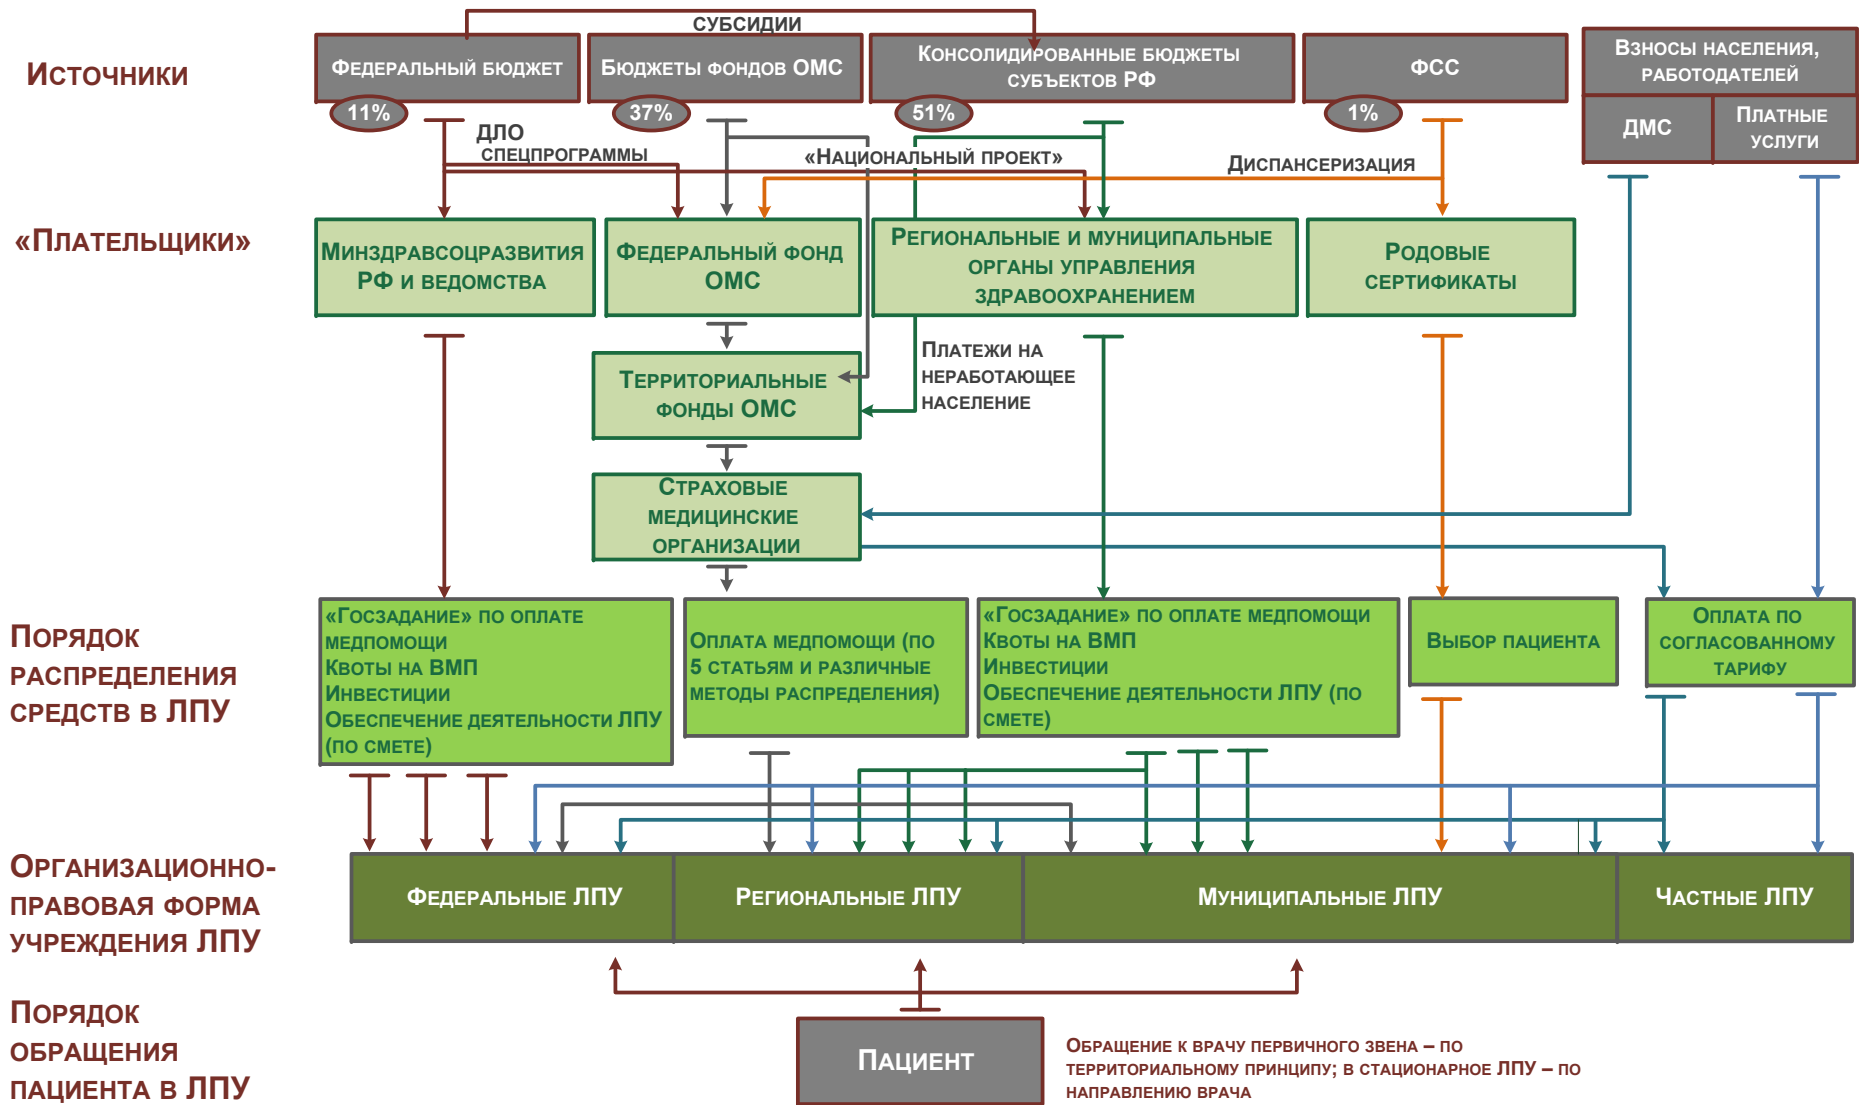 субсидии
Источники
Федеральный бюджет
Бюджеты фондов ОМС
Консолидированные бюджеты
субъектов РФ
ФСС
Взносы населения,
работодателей
ДМС
Платные
услуги
11%
37%
51%
1%
ДЛО
спецпрограммы
«Национальный проект»
Диспансеризация
«Плательщики»
Минздравсоцразвития
РФ и ведомства
Федеральный фонд
ОМС
Региональные и муниципальные
органы управления
здравоохранением
Родовые
сертификаты
Платежи на
неработающее
население
Территориальные
фонды ОМС
Страховые
медицинские
организации
Порядок
распределения
средств в ЛПУ
«Госзадание» по оплате
медпомощи
Квоты на ВМП
Инвестиции
Обеспечение деятельности ЛПУ
(по смете)
Оплата медпомощи (по
5 статьям и различные
методы распределения)
«Госзадание» по оплате медпомощи
Квоты на ВМП
Инвестиции
Обеспечение деятельности ЛПУ (по
смете)
Выбор пациента
Оплата по
согласованному
тарифу
Организационно-
правовая форма
учреждения ЛПУ
Федеральные ЛПУ
Региональные ЛПУ
Муниципальные ЛПУ
Частные ЛПУ
Порядок
обращения
пациента в ЛПУ
Пациент
Обращение к врачу первичного звена – по
территориальному принципу; в стационарное ЛПУ – по
направлению врача